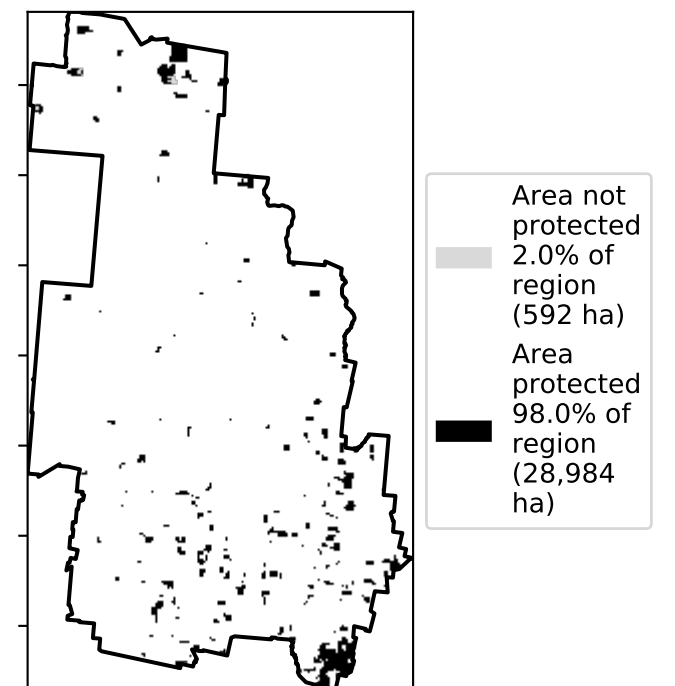 Area not
protected
2.0% of
region
(592 ha)
Area
protected
98.0% of
region
(28,984
ha)